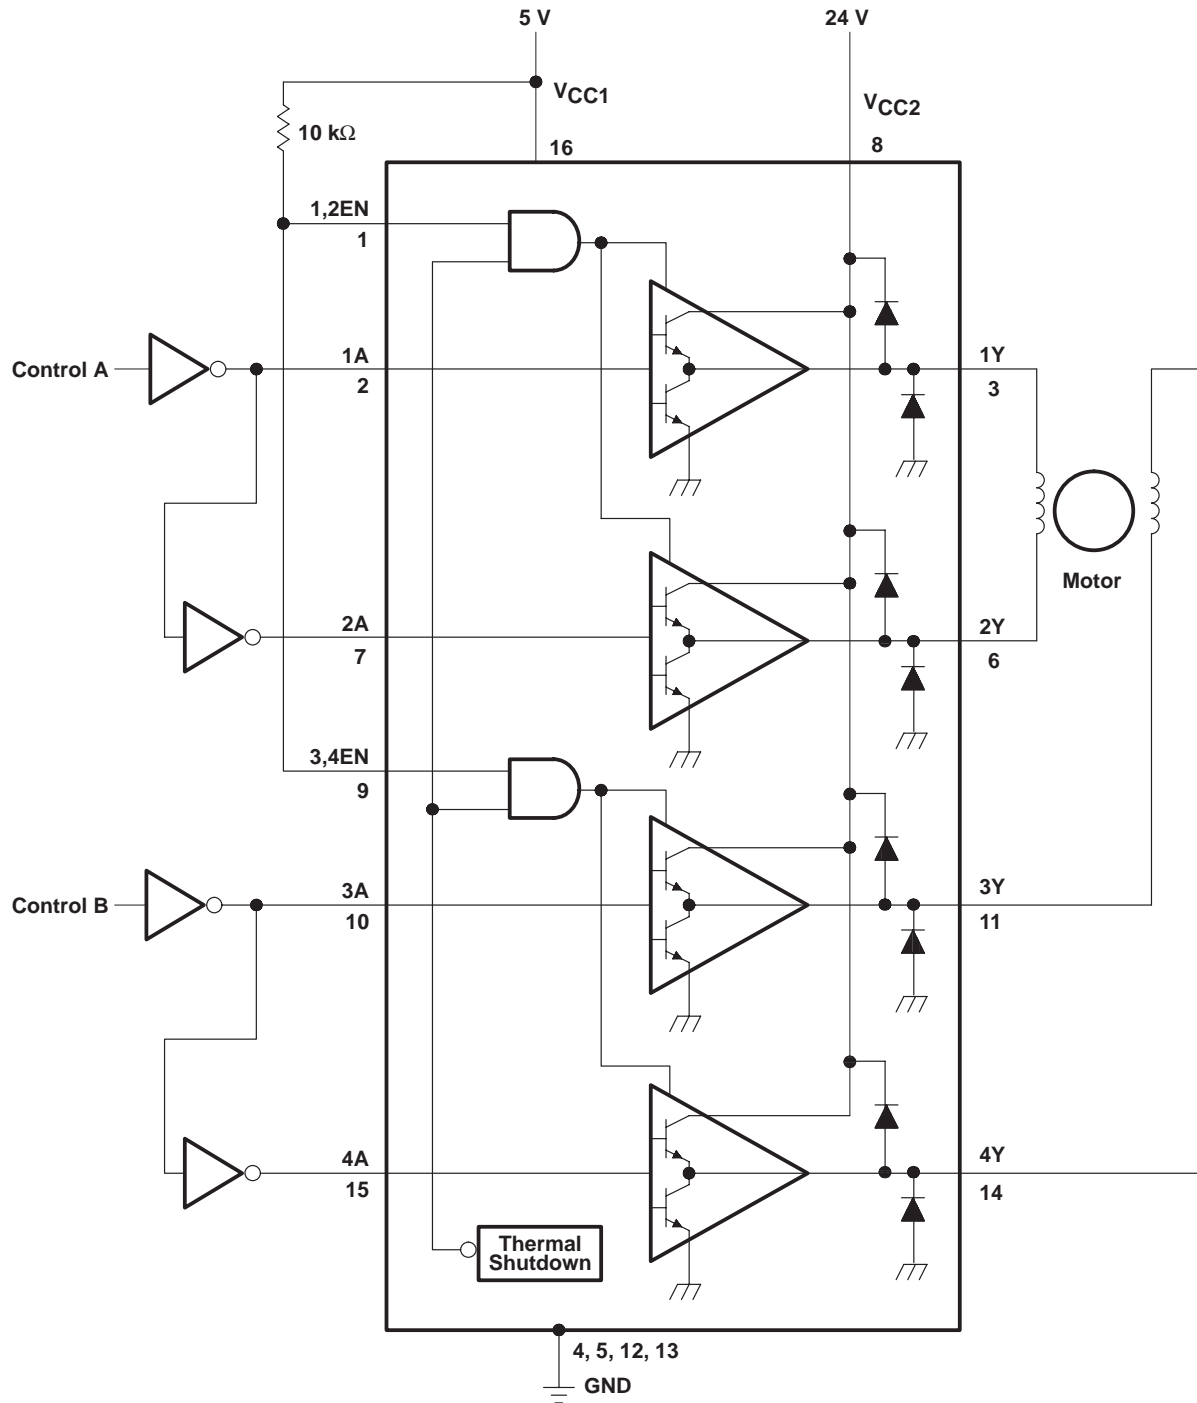 5 V
24 V
VCC1
VCC2
10 kΩ
16
8
1,2EN
1
Control A
1A
2
1Y
3
Motor
2A
7
2Y
6
3,4EN
9
Control B
3A
10
3Y
11
4A
15
4Y
14
Thermal
Shutdown
4, 5, 12, 13
GND